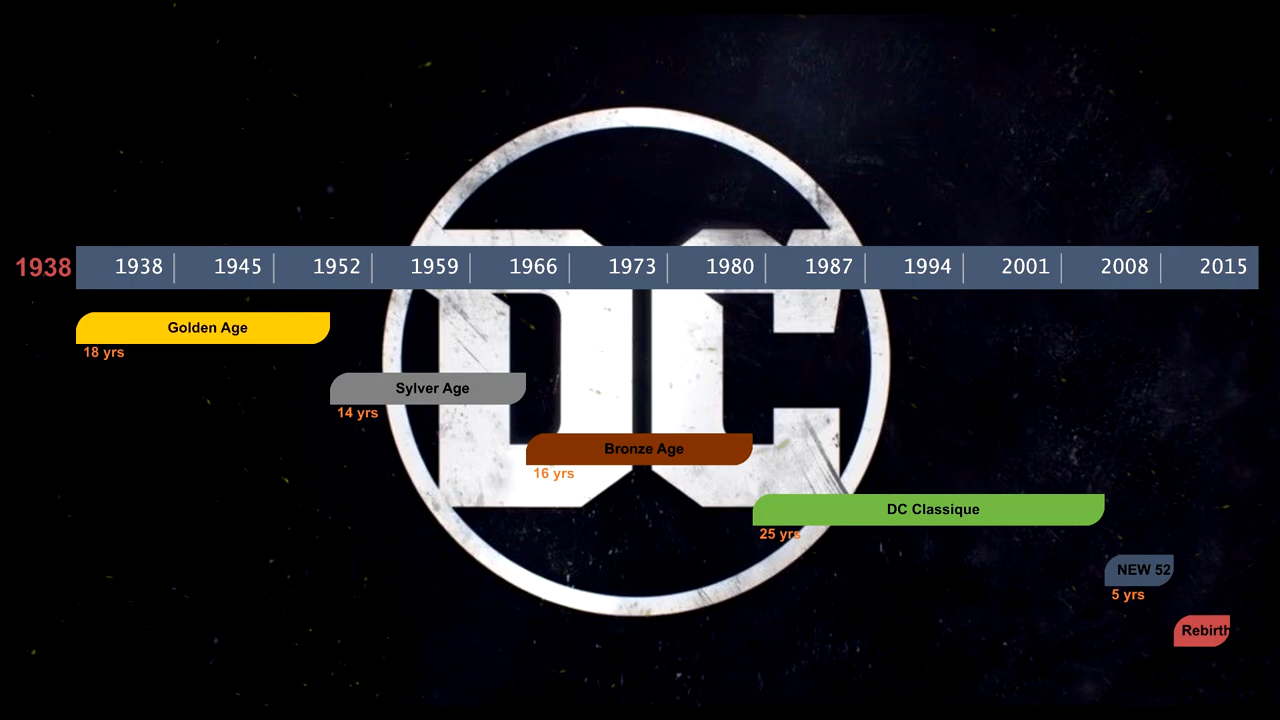 1938 1938 1945 1952 1959 1966 1973 1980 1987 1994 2001 2008 2015
DC
Golden Age
18 yrs
Sylver Age
14 yrs
Bronze Age
16 yrs
DC Classique
25 yrs
NEW 52
5 yrs
Rebirth